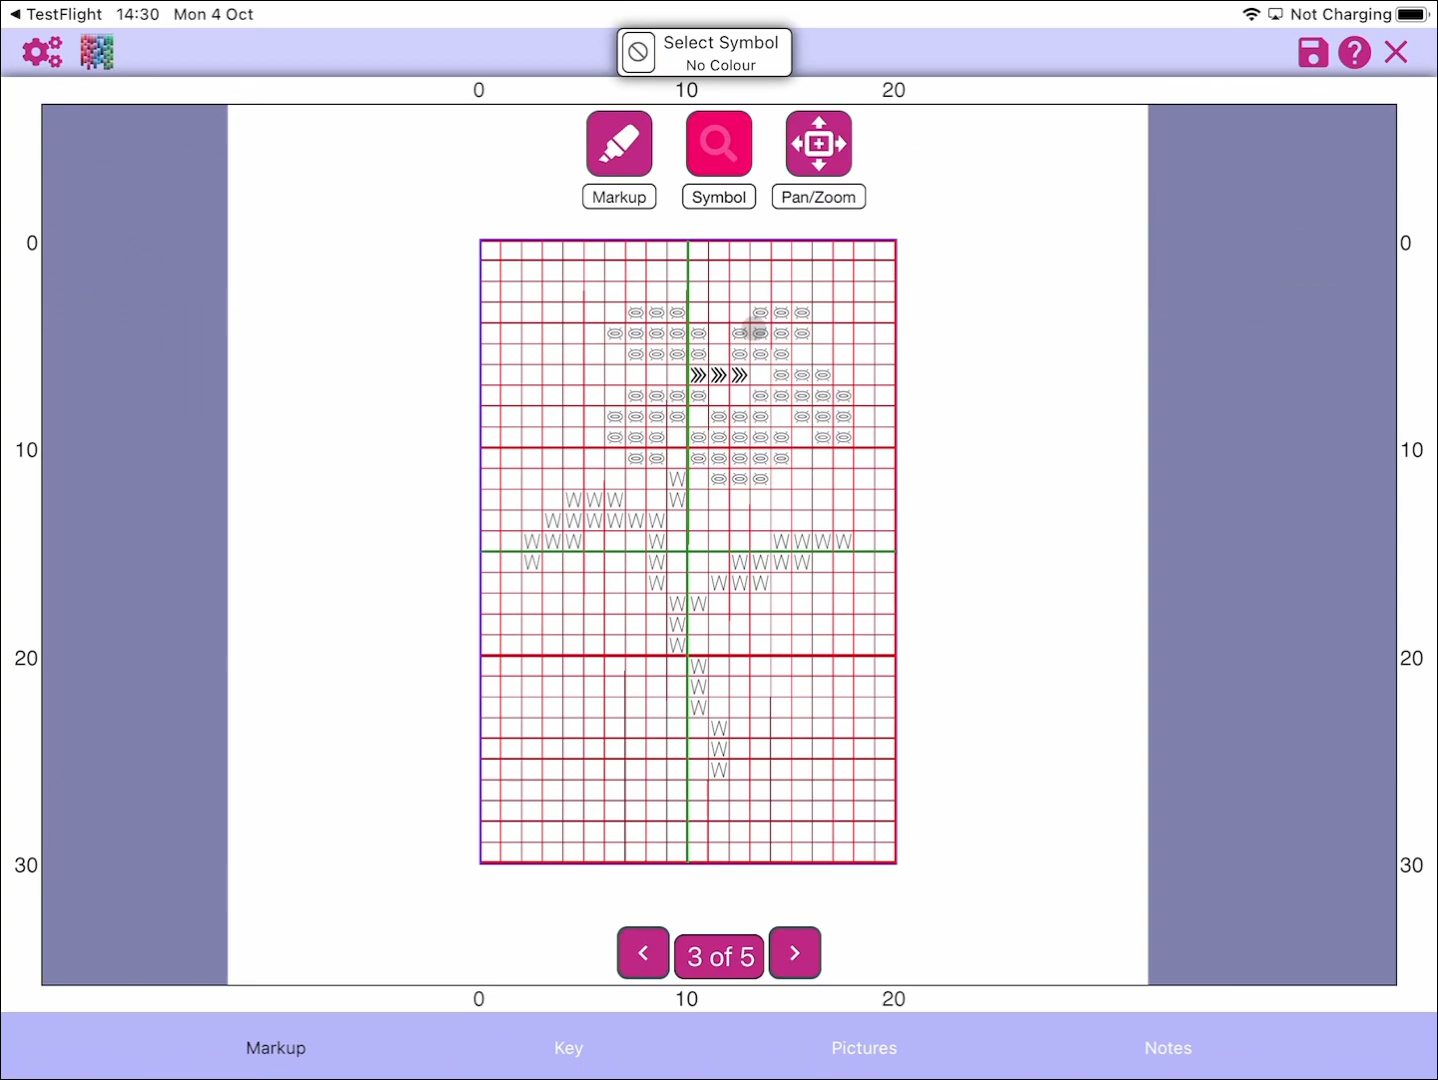 ◀ TestFlight 14:30 Mon 4 Oct Not Charging
Select Symbol
No Colour
0 10 20
Markup Symbol Pan/Zoom
0 0
W
10 10
W
W W W W
W W W W W W
W W W W W W W W
W W W W W W
W W W W
W W
W
W
20 20
W
W
W
W
W
W
30 30
3 of 5
0 10 20
Markup Key Pictures Notes